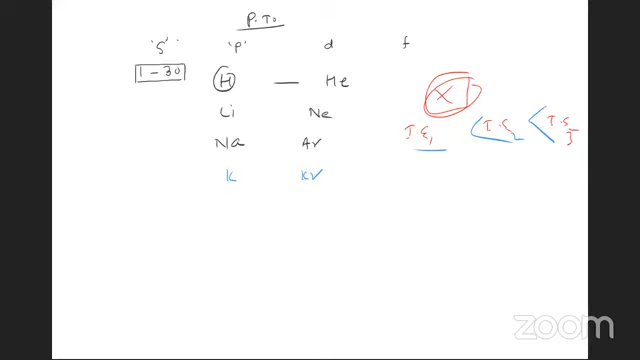 P.T.
's' 'p' d f
1 - 30 H — He
X
Li Ne
I.E1 < I.E2 < I.E3
Na Ar
K Kr
zoom